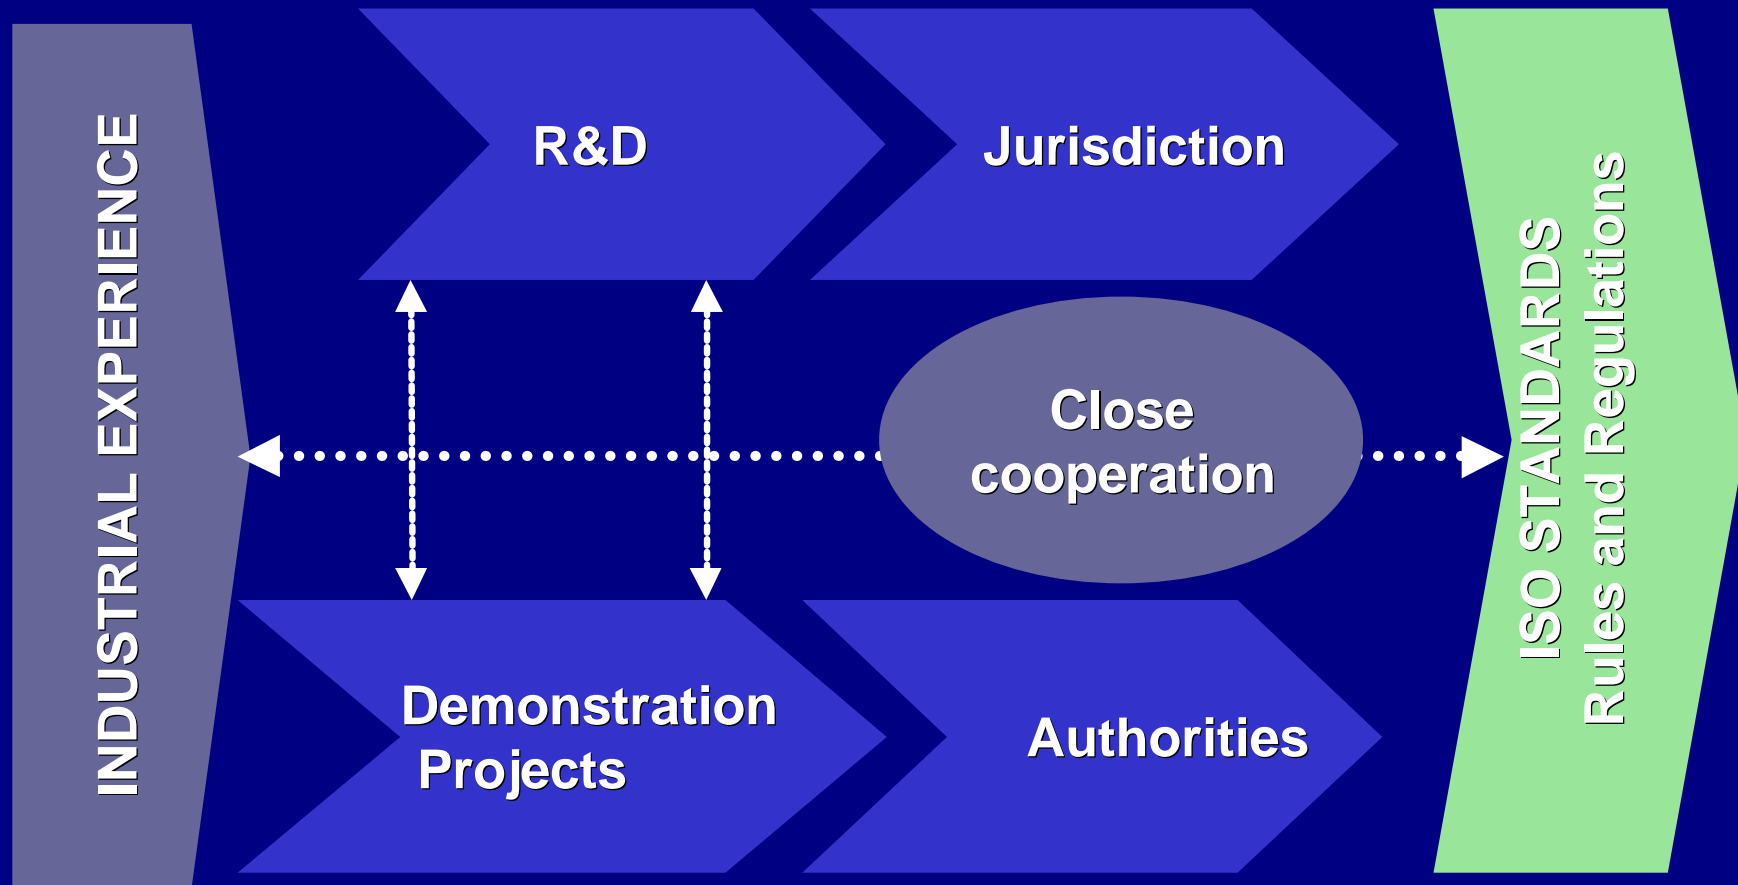 INDUSTRIAL EXPERIENCE
R&D
Jurisdiction
Close
cooperation
Demonstration
Projects
Authorities
ISO STANDARDS
Rules and Regulations